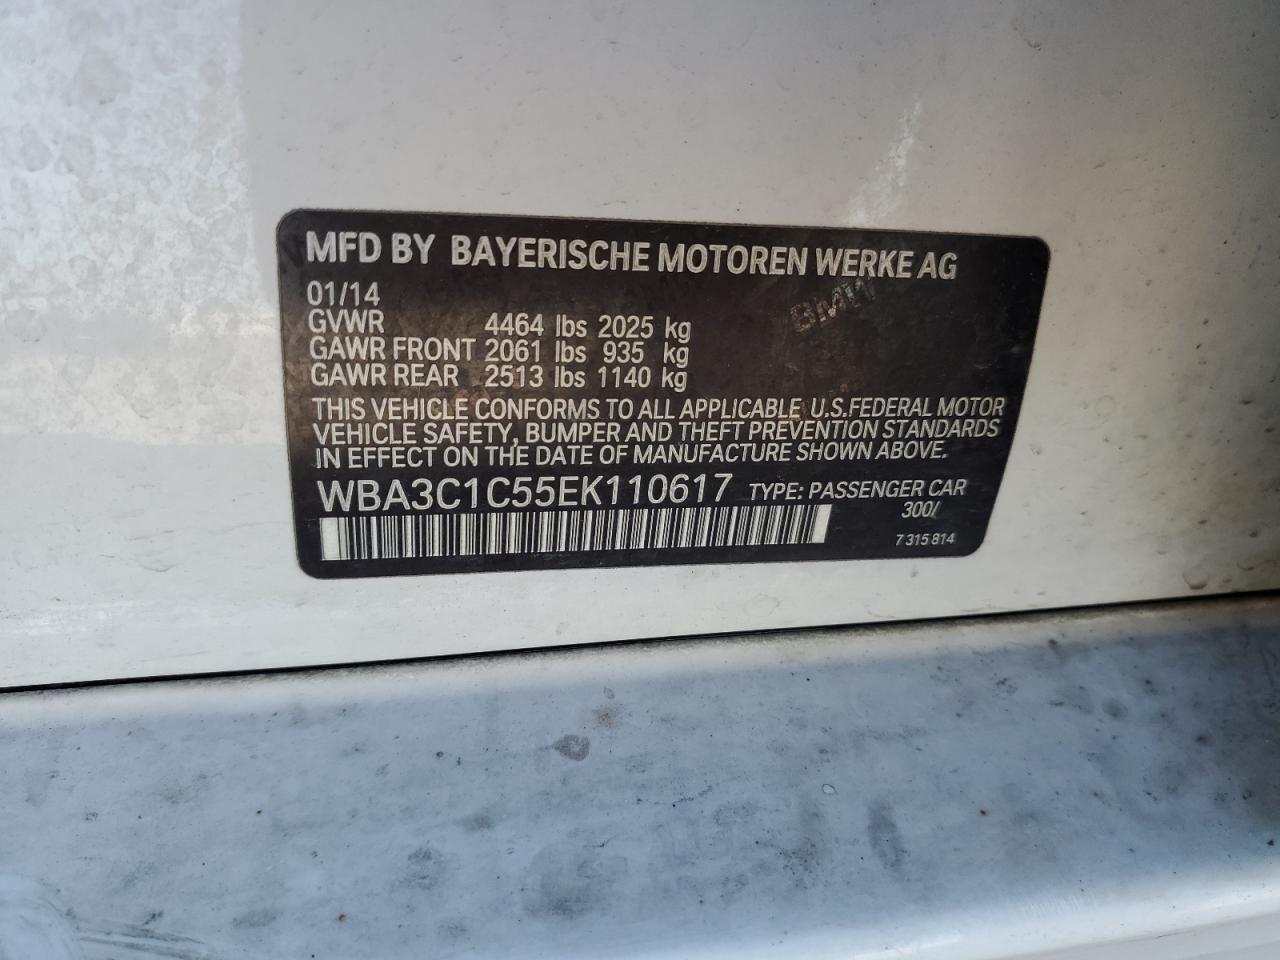 MFD BY BAYERISCHE MOTOREN WERKE AG
01/14
GVWR 4464 lbs 2025 kg
GAWR FRONT 2061 lbs 935 kg
GAWR REAR 2513 lbs 1140 kg
BMW
THIS VEHICLE CONFORMS TO ALL APPLICABLE U.S.FEDERAL MOTOR
VEHICLE SAFETY, BUMPER AND THEFT PREVENTION STANDARDS
IN EFFECT ON THE DATE OF MANUFACTURE SHOWN ABOVE.
WBA3C1C55EK110617 TYPE: PASSENGER CAR
300/
7 315 814